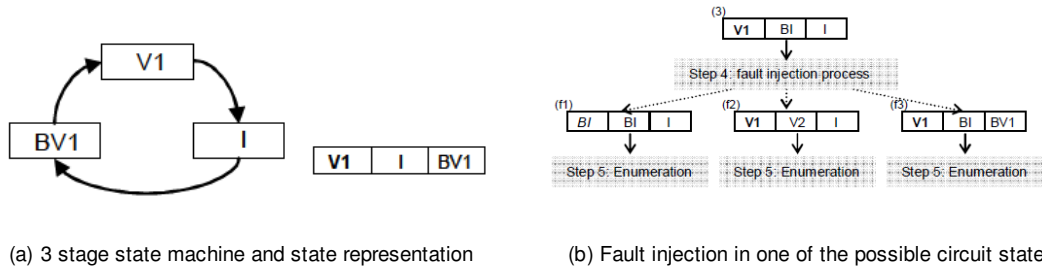 V1
BV1
I
V1 I BV1
(a) 3 stage state machine and state representation
(3)
V1 BI I
Step 4: fault injection process
(f1) (f2) (f3)
BI BI I V1 V2 I V1 BI BV1
Step 5: Enumeration Step 5: Enumeration Step 5: Enumeration
(b) Fault injection in one of the possible circuit state